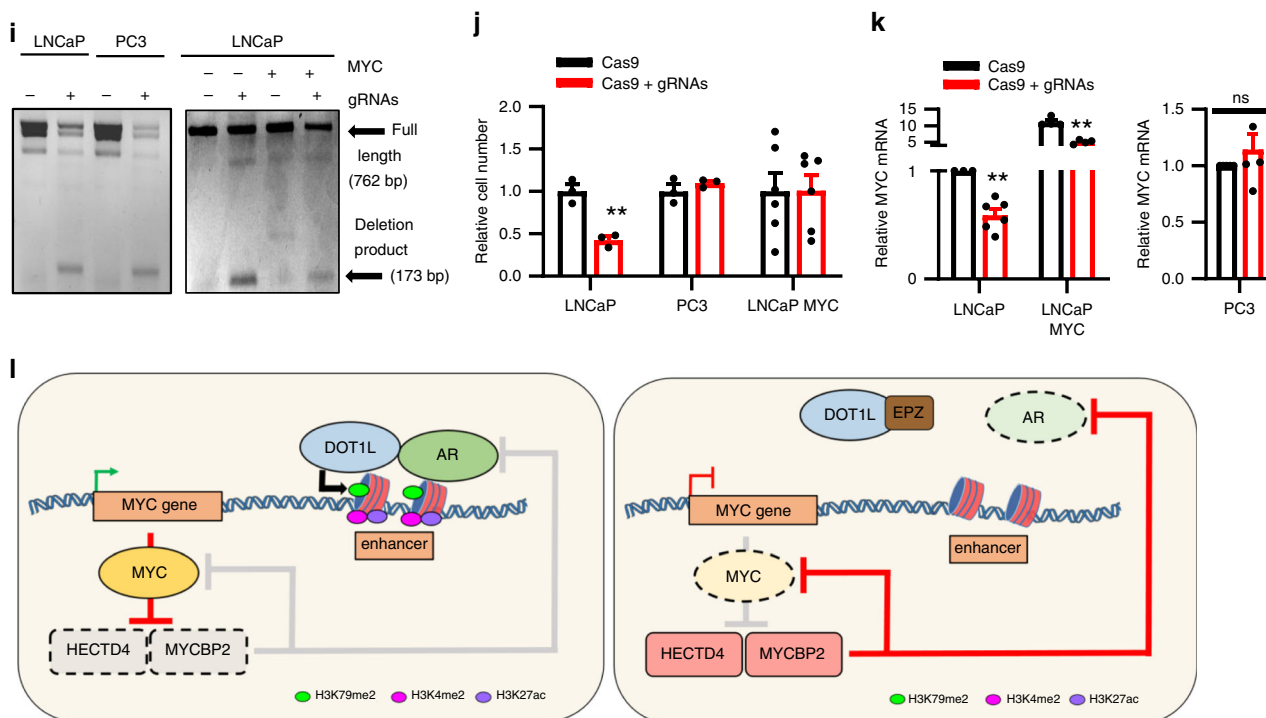 i
LNCaP PC3 LNCaP
– + – +
– – + + MYC
– + – + gRNAs
Full
length
(762 bp)
Deletion
product
(173 bp)
j
Cas9
Cas9 + gRNAs
Relative cell number
2.0
1.5
1.0
0.5
0.0
**
LNCaP PC3 LNCaP MYC
k
Cas9
Cas9 + gRNAs
Relative MYC mRNA
15
10
5
1
0
**
**
LNCaP LNCaP
MYC
Relative MYC mRNA
1.5
1.0
0.5
0.0
ns
PC3
l
DOT1L
AR
MYC gene
enhancer
MYC
HECTD4 MYCBP2
H3K79me2 H3K4me2 H3K27ac
DOT1L EPZ
AR
MYC gene
enhancer
MYC
HECTD4 MYCBP2
H3K79me2 H3K4me2 H3K27ac